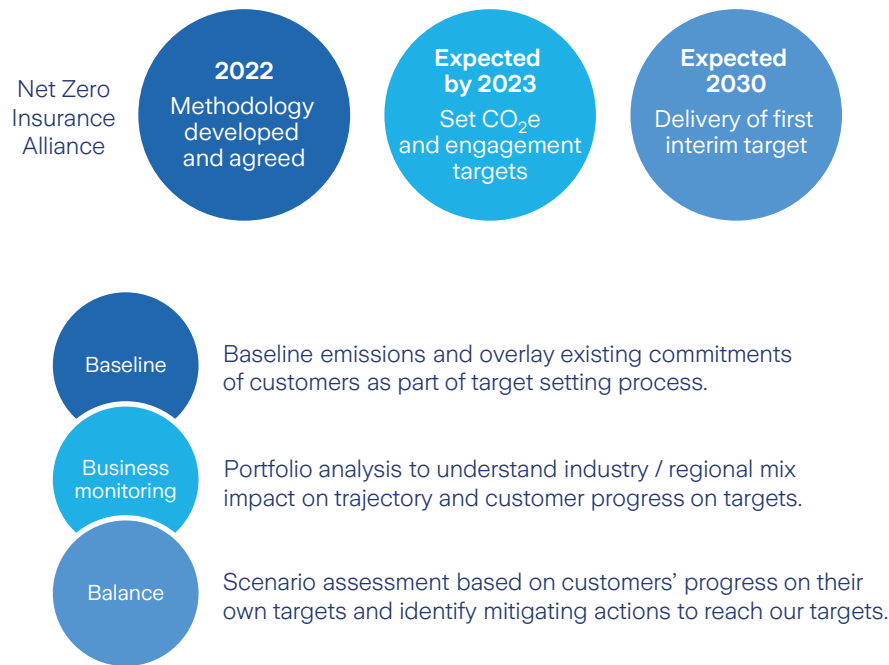 Net Zero
Insurance
Alliance
2022
Methodology
developed
and agreed
Expected
by 2023
Set CO₂e
and engagement
targets
Expected
2030
Delivery of first
interim target
Baseline
Baseline emissions and overlay existing commitments
of customers as part of target setting process.
Business
monitoring
Portfolio analysis to understand industry / regional mix
impact on trajectory and customer progress on targets.
Balance
Scenario assessment based on customers’ progress on their
own targets and identify mitigating actions to reach our targets.